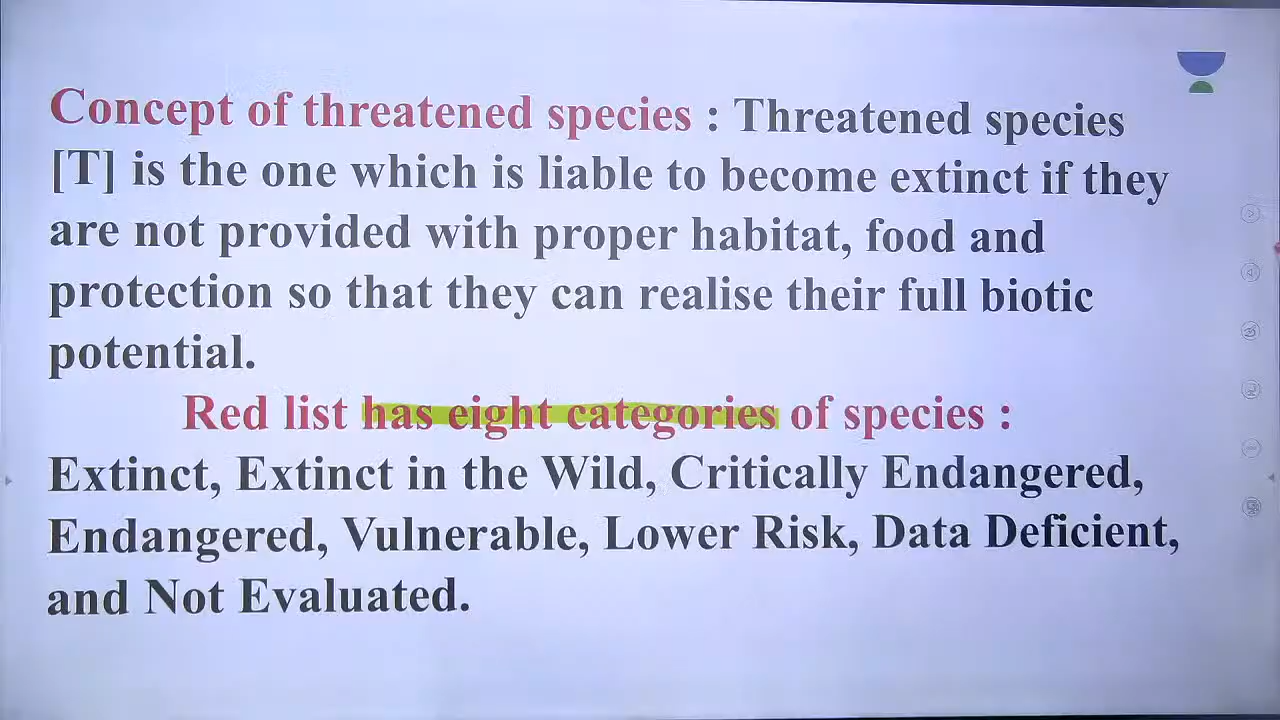 Concept of threatened species : Threatened species
[T] is the one which is liable to become extinct if they
are not provided with proper habitat, food and
protection so that they can realise their full biotic
potential.
Red list has eight categories of species :
Extinct, Extinct in the Wild, Critically Endangered,
Endangered, Vulnerable, Lower Risk, Data Deficient,
and Not Evaluated.